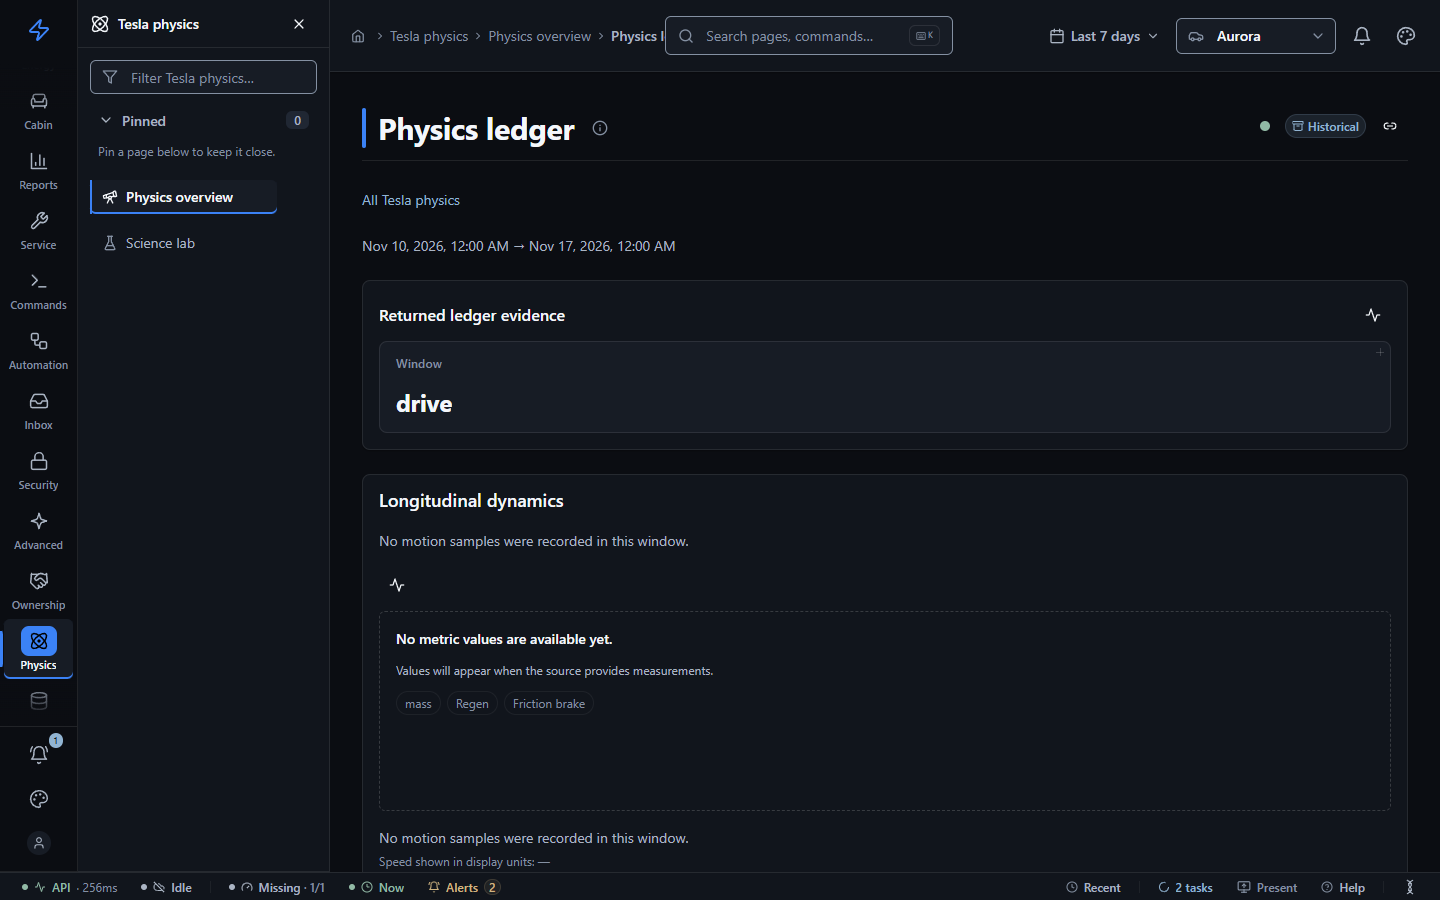 Tesla physics
Tesla physics
Physics overview
Physics l
Search pages, commands...
K
Last 7 days
Aurora
Cabin
Reports
Service
Commands
Automation
Inbox
Security
Advanced
Ownership
Physics
1
Filter Tesla physics...
Pinned
0
Pin a page below to keep it close.
Physics overview
Science lab
Physics ledger
Historical
All Tesla physics
Nov 10, 2026, 12:00 AM → Nov 17, 2026, 12:00 AM
Returned ledger evidence
Window
drive
Longitudinal dynamics
No motion samples were recorded in this window.
No metric values are available yet.
Values will appear when the source provides measurements.
mass
Regen
Friction brake
No motion samples were recorded in this window.
Speed shown in display units: —
API · 256ms
Idle
Missing · 1/1
Now
Alerts 2
Recent
2 tasks
Present
Help